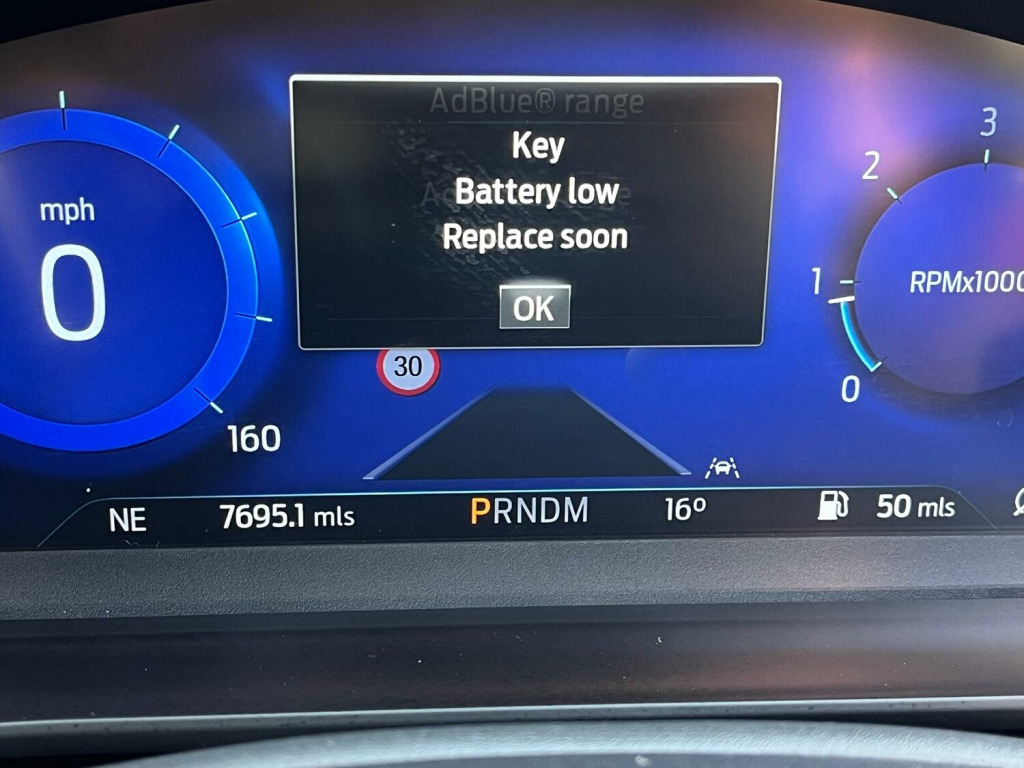 AdBlue® range
Key
Battery low
Replace soon
OK
mph
0
160
30
3
2
1
0
RPMx1000
NE
7695.1 mls
PRNDM
16º
50 mls